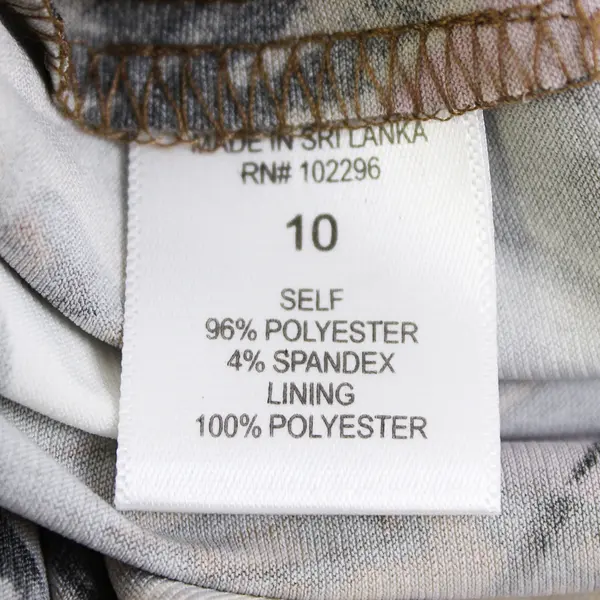 MADE IN SRI LANKA
RN# 102296
10
SELF
96% POLYESTER
4% SPANDEX
LINING
100% POLYESTER